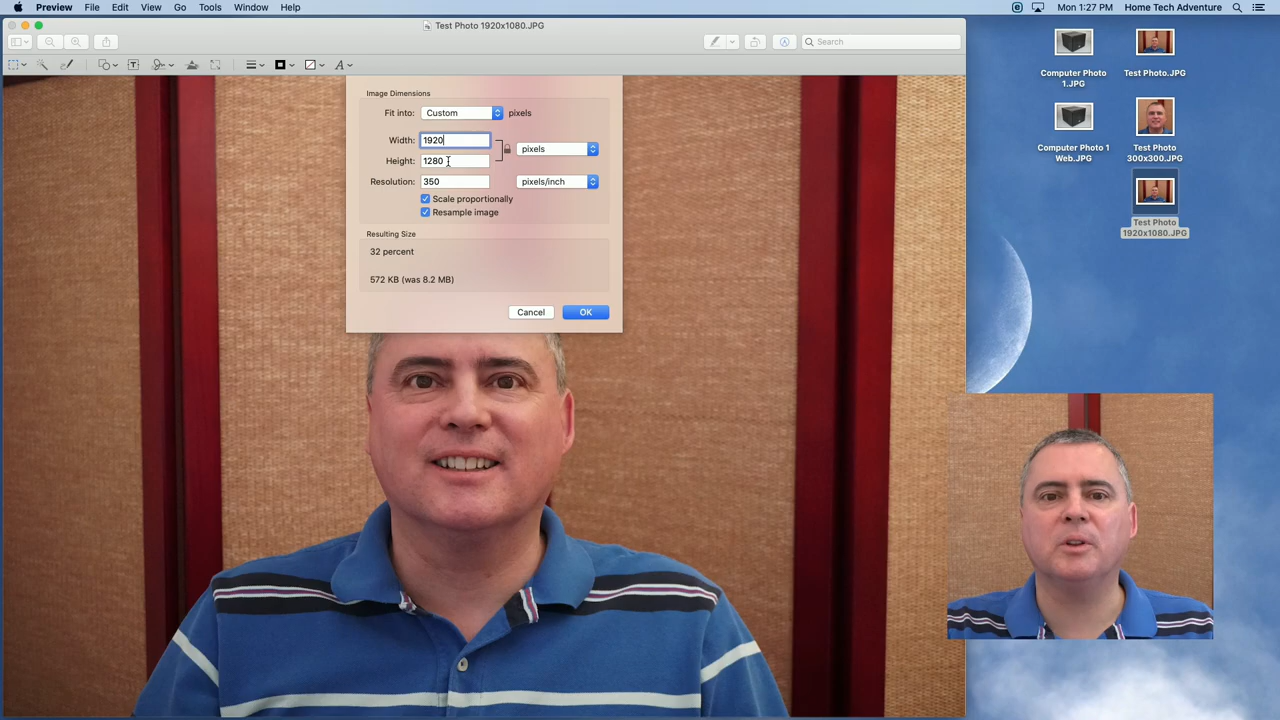 Preview File Edit View Go Tools Window Help
Mon 1:27 PM Home Tech Adventure
Test Photo 1920x1080.JPG
Search
T
A
Image Dimensions
Fit into: Custom pixels
Width: 1920
pixels
Height: 1280
Resolution: 350 pixels/inch
Scale proportionally
Resample image
Resulting Size
32 percent
572 KB (was 8.2 MB)
Cancel OK
Computer Photo
1.JPG
Test Photo.JPG
Computer Photo 1
Web.JPG
Test Photo
300x300.JPG
Test Photo
1920x1080.JPG